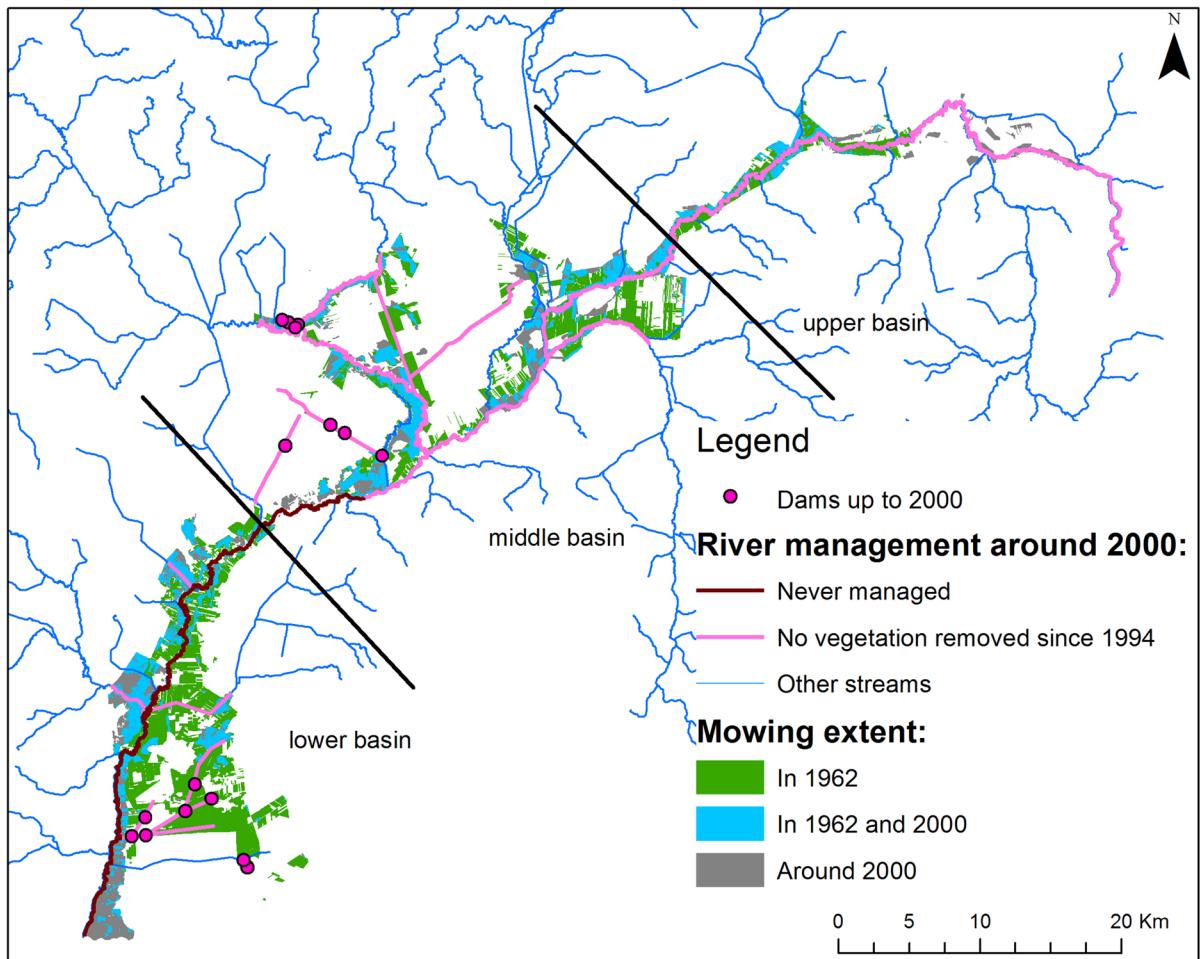 N
upper basin
Legend
Dams up to 2000
middle basin
River management around 2000:
Never managed
No vegetation removed since 1994
Other streams
lower basin
Mowing extent:
In 1962
In 1962 and 2000
Around 2000
0 5 10 20 Km